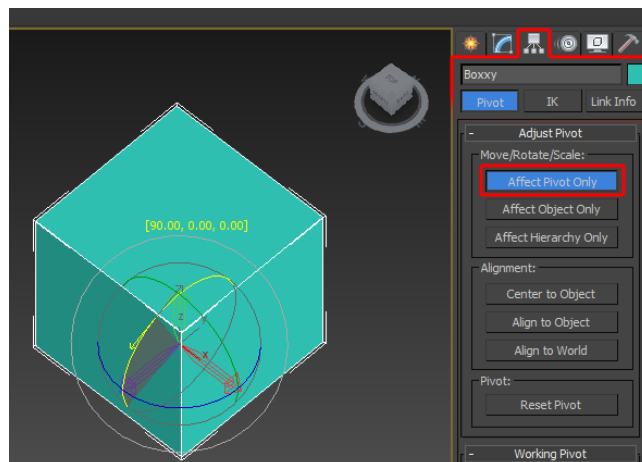 Boxxy
Pivot IK Link Info
- Adjust Pivot
Move/Rotate/Scale:
Affect Pivot Only
Affect Object Only
Affect Hierarchy Only
Alignment:
Center to Object
Align to Object
Align to World
Pivot:
Reset Pivot
- Working Pivot
[90.00, 0.00, 0.00]
z
x